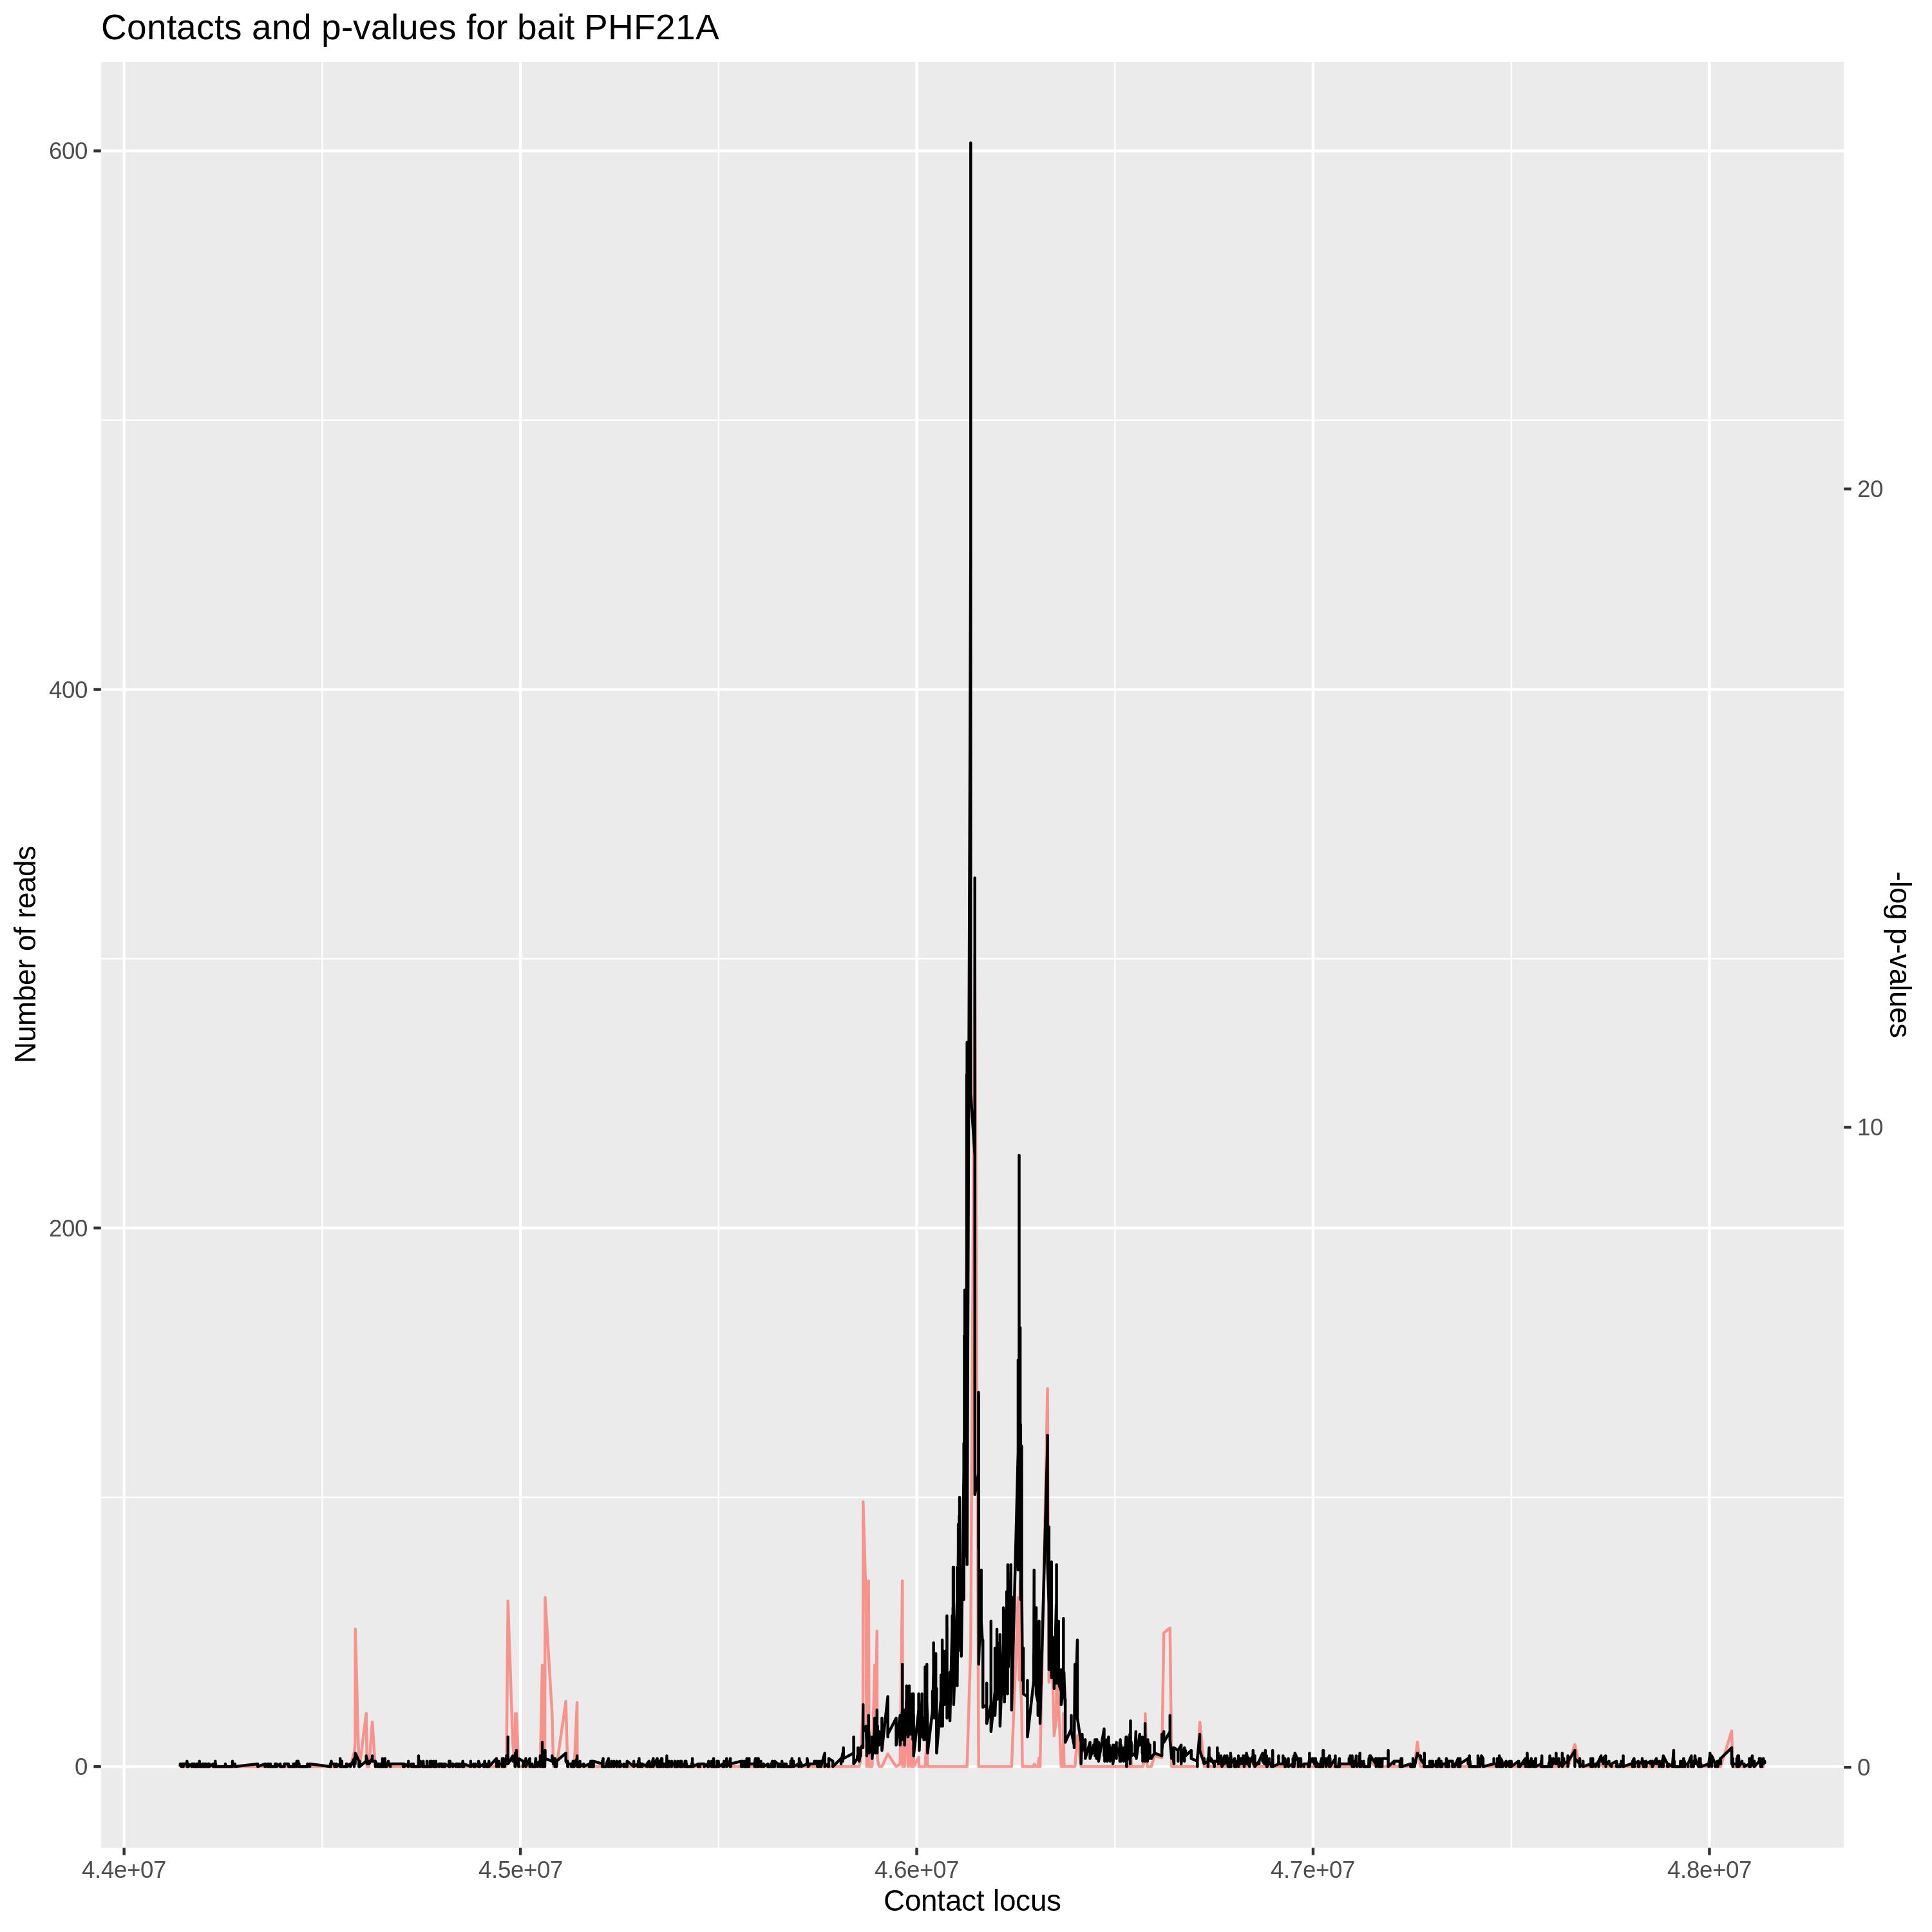 Contacts and p-values for bait PHF21A
600
400
200
0
Number of reads
20
10
0
-log p-values
4.4e+07 4.5e+07 4.6e+07 4.7e+07 4.8e+07
Contact locus